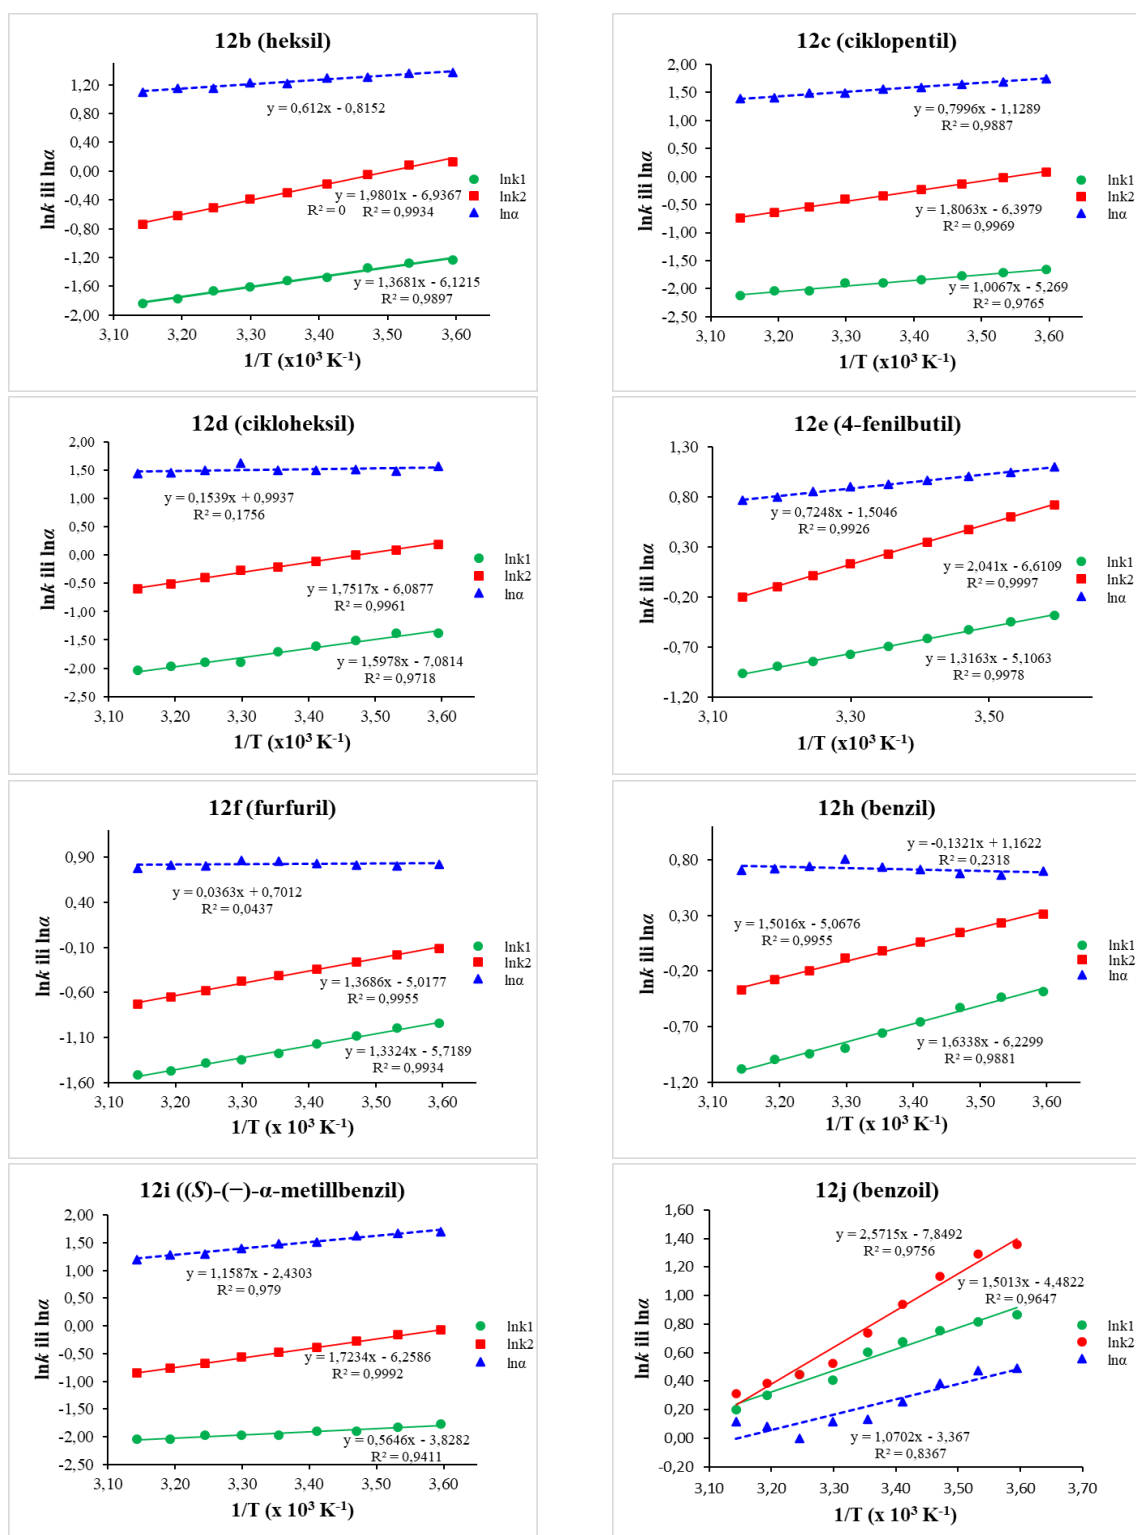 12b (heksil)
1,20
0,80
0,40
0,00
-0,40
-0,80
-1,20
-1,60
-2,00
lnk ili lnα
y = 0,612x - 0,8152
y = 1,9801x - 6,9367
R² = 0 R² = 0,9934
y = 1,3681x - 6,1215
R² = 0,9897
lnk1
lnk2
lnα
3,10 3,20 3,30 3,40 3,50 3,60
1/T (x10³ K⁻¹)
12c (ciklopentil)
2,00
1,50
1,00
0,50
0,00
-0,50
-1,00
-1,50
-2,00
-2,50
lnk ili lnα
y = 0,7996x - 1,1289
R² = 0,9887
y = 1,8063x - 6,3979
R² = 0,9969
y = 1,0067x - 5,269
R² = 0,9765
lnk1
lnk2
lnα
3,10 3,20 3,30 3,40 3,50 3,60
1/T (x10³ K⁻¹)
12d (cikloheksil)
2,00
1,50
1,00
0,50
0,00
-0,50
-1,00
-1,50
-2,00
-2,50
lnk ili lnα
y = 0,1539x + 0,9937
R² = 0,1756
y = 1,7517x - 6,0877
R² = 0,9961
y = 1,5978x - 7,0814
R² = 0,9718
lnk1
lnk2
lnα
3,10 3,20 3,30 3,40 3,50 3,60
1/T (x10³ K⁻¹)
12e (4-fenilbutil)
1,30
0,80
0,30
-0,20
-0,70
-1,20
lnk ili lnα
y = 0,7248x - 1,5046
R² = 0,9926
y = 2,041x - 6,6109
R² = 0,9997
y = 1,3163x - 5,1063
R² = 0,9978
lnk1
lnk2
lnα
3,10 3,30 3,50
1/T (x10³ K⁻¹)
12f (furfuril)
0,90
0,40
-0,10
-0,60
-1,10
-1,60
lnk ili lnα
y = 0,0363x + 0,7012
R² = 0,0437
y = 1,3686x - 5,0177
R² = 0,9955
y = 1,3324x - 5,7189
R² = 0,9934
lnk1
lnk2
lnα
3,10 3,20 3,30 3,40 3,50 3,60
1/T (x 10³ K⁻¹)
12h (benzil)
0,80
0,30
-0,20
-0,70
-1,20
lnk ili lnα
y = -0,1321x + 1,1622
R² = 0,2318
y = 1,5016x - 5,0676
R² = 0,9955
y = 1,6338x - 6,2299
R² = 0,9881
lnk1
lnk2
lnα
3,10 3,20 3,30 3,40 3,50 3,60
1/T (x 10³ K⁻¹)
12i ((S)-(−)-α-metillbenzil)
2,00
1,50
1,00
0,50
0,00
-0,50
-1,00
-1,50
-2,00
-2,50
lnk ili lnα
y = 1,1587x - 2,4303
R² = 0,979
y = 1,7234x - 6,2586
R² = 0,9992
y = 0,5646x - 3,8282
R² = 0,9411
lnk1
lnk2
lnα
3,10 3,20 3,30 3,40 3,50 3,60
1/T (x 10³ K⁻¹)
12j (benzoil)
1,60
1,40
1,20
1,00
0,80
0,60
0,40
0,20
0,00
-0,20
lnk ili lnα
y = 2,5715x - 7,8492
R² = 0,9756
y = 1,5013x - 4,4822
R² = 0,9647
y = 1,0702x - 3,367
R² = 0,8367
lnk1
lnk2
lnα
3,10 3,20 3,30 3,40 3,50 3,60 3,70
1/T (x 10³ K⁻¹)